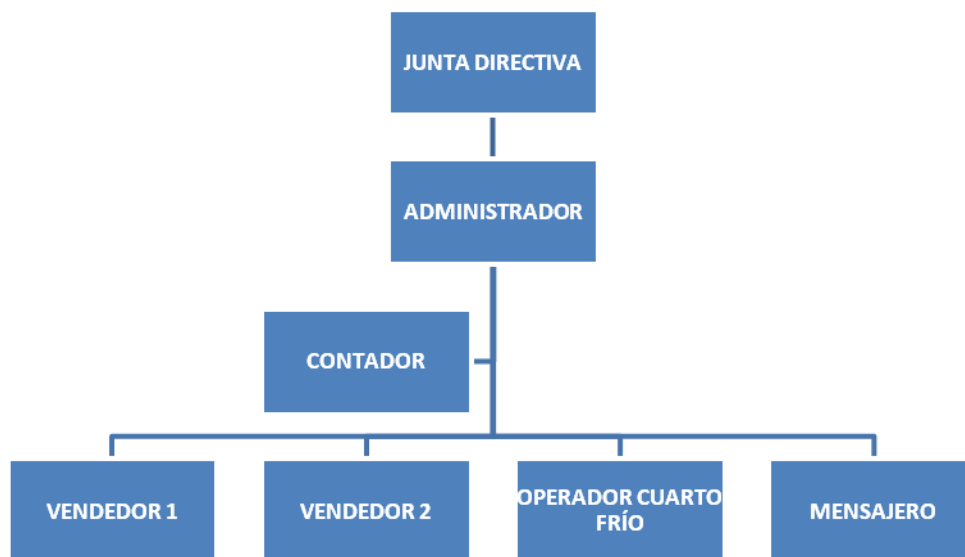 JUNTA DIRECTIVA
ADMINISTRADOR
CONTADOR
VENDEDOR 1
VENDEDOR 2
OPERADOR CUARTO
FRÍO
MENSAJERO